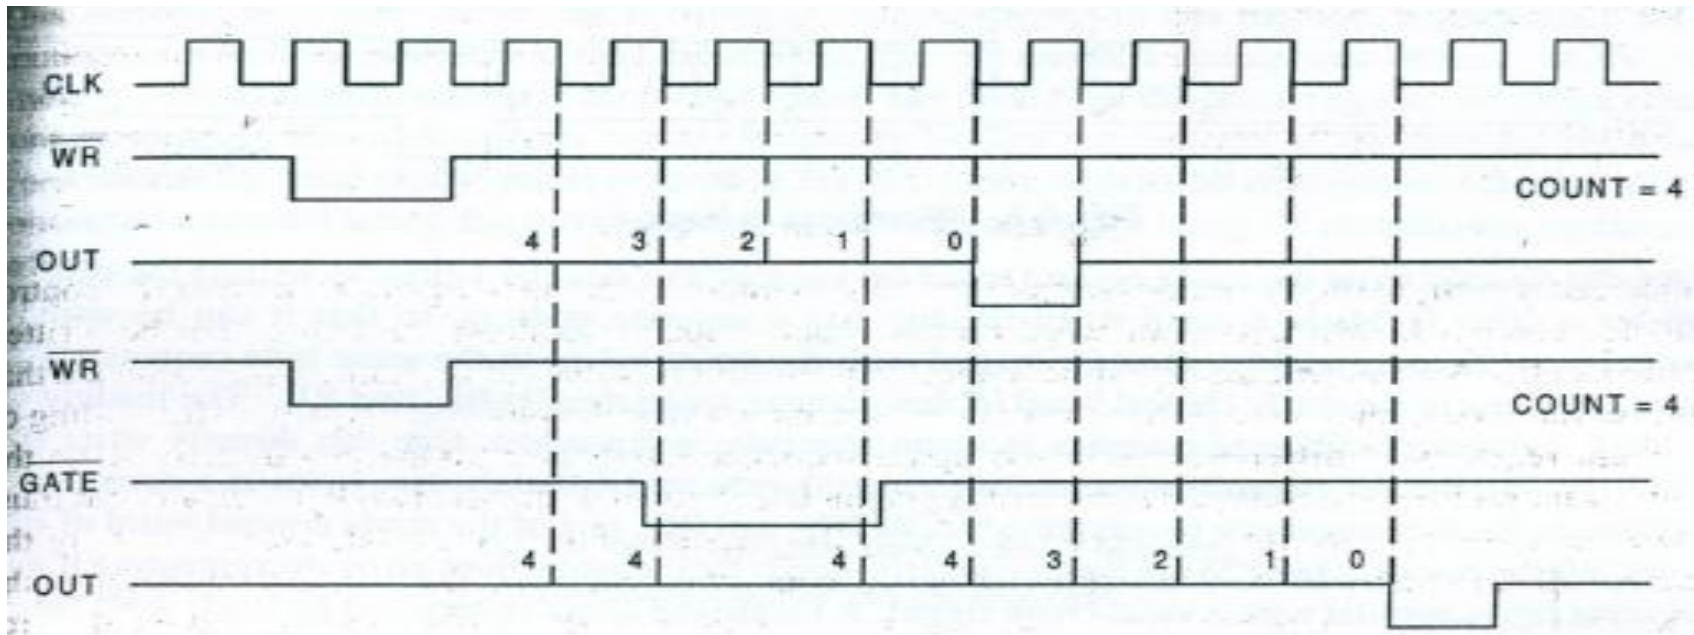 CLK
WR
COUNT = 4
4 3 2 1 0
OUT
WR
COUNT = 4
GATE
4 4 4 4 3 2 1 0
OUT